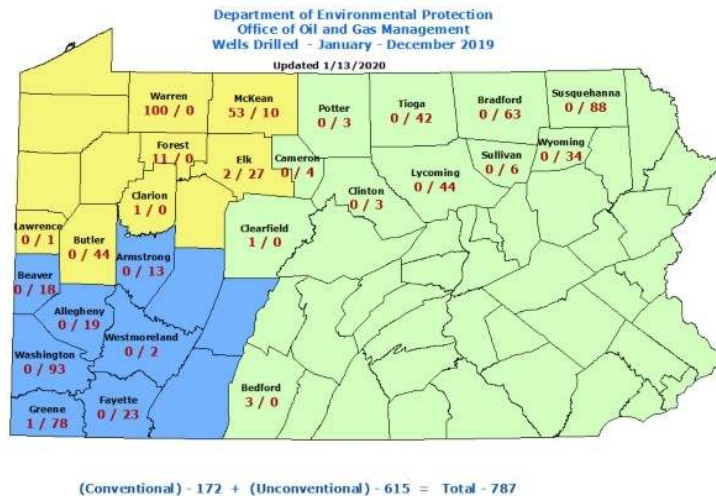 Department of Environmental Protection
Office of Oil and Gas Management
Wells Drilled - January - December 2019
Updated 1/13/2020
Warren
100 / 0
McKean
53 / 10
Potter
0 / 3
Tioga
0 / 42
Bradford
0 / 63
Susquehanna
0 / 88
Forest
11 / 0
Elk
2 / 27
Cameron
0 / 4
Clinton
0 / 3
Lycoming
0 / 44
Sullivan
0 / 6
Wyoming
0 / 34
Clarion
1 / 0
Lawrence
0 / 1
Butler
0 / 44
Armstrong
0 / 13
Clearfield
1 / 0
Beaver
0 / 18
Allegheny
0 / 19
Westmoreland
0 / 2
Washington
0 / 93
Greene
1 / 78
Fayette
0 / 23
Bedford
3 / 0
(Conventional) - 172 + (Unconventional) - 615 = Total - 787